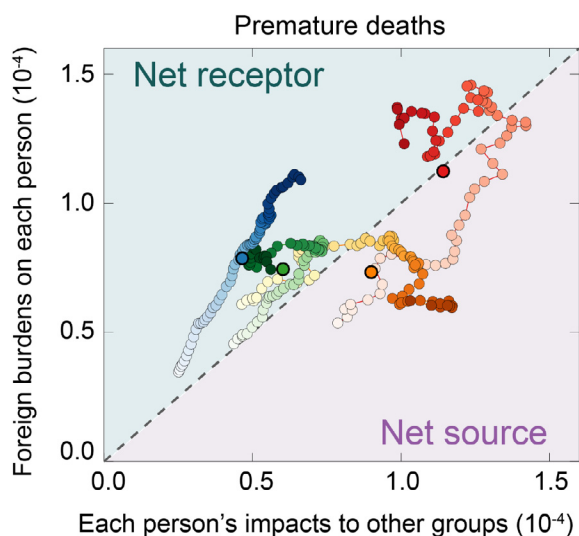 Premature deaths
Foreign burdens on each person (10⁻⁴)
1.5
1.0
0.5
0.0
Net receptor
Net source
0.0 0.5 1.0 1.5
Each person's impacts to other groups (10⁻⁴)